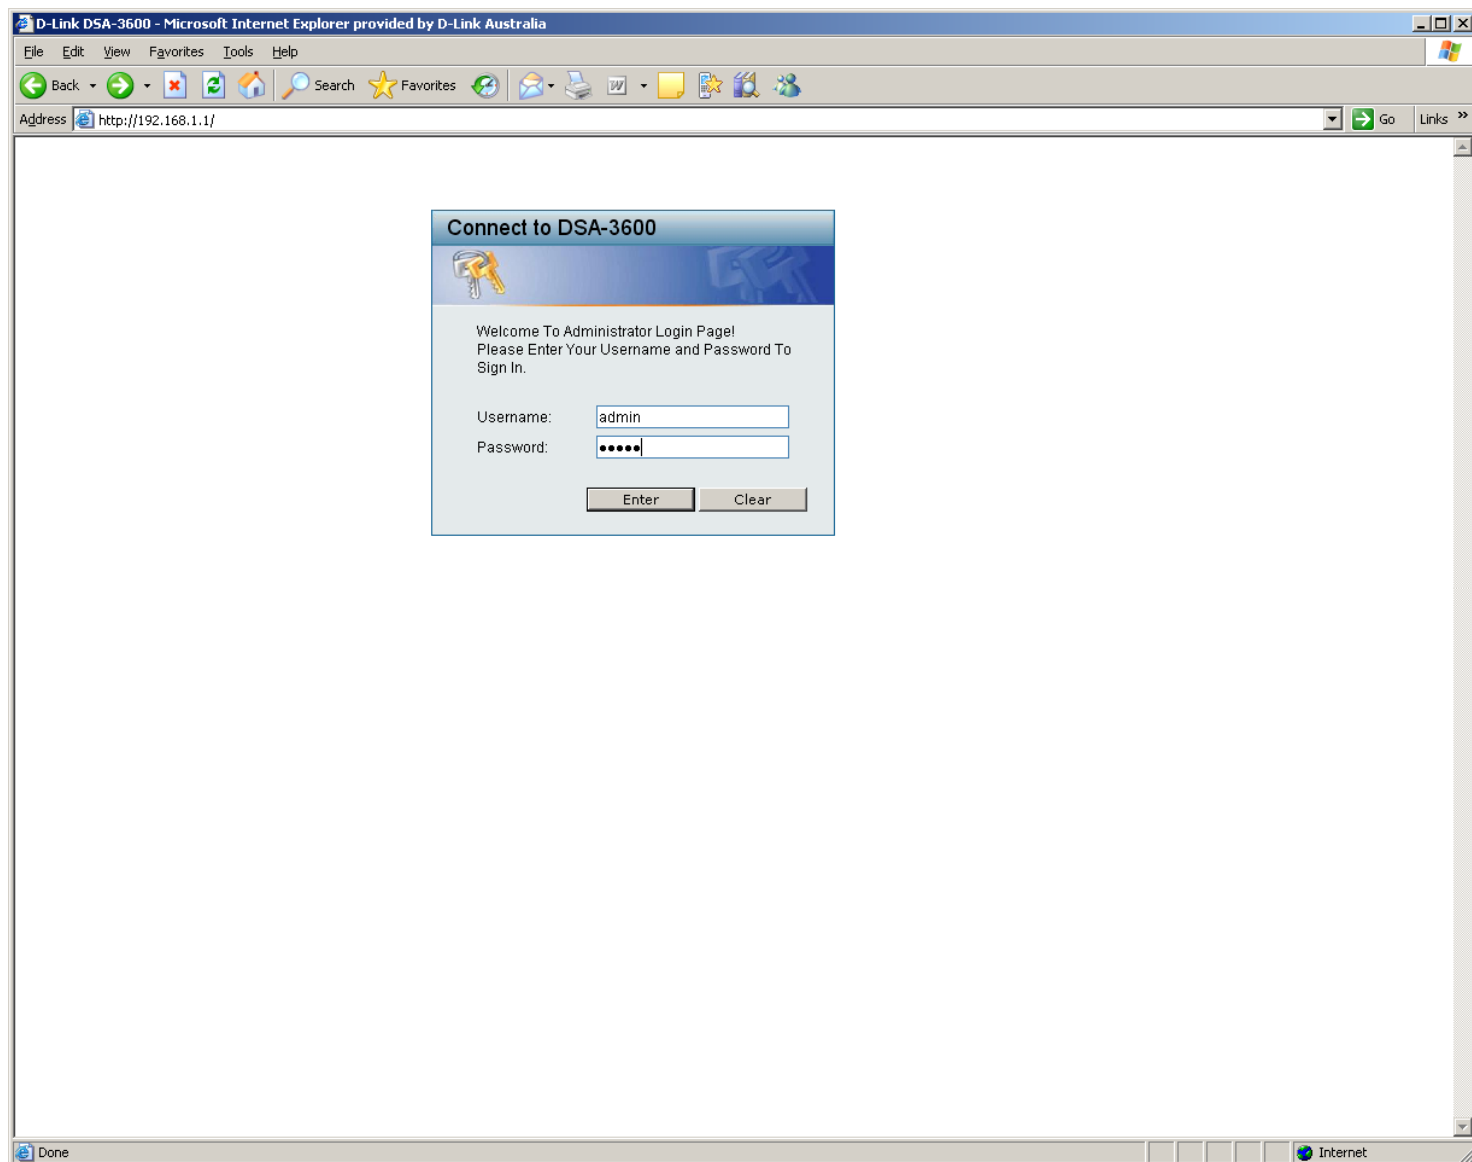 D-Link DSA-3600 - Microsoft Internet Explorer provided by D-Link Australia
File Edit View Favorites Tools Help
Back Search Favorites W
Address http://192.168.1.1/ Go Links »
Connect to DSA-3600
Welcome To Administrator Login Page!
Please Enter Your Username and Password To
Sign In.
Username: admin
Password: •••••
Enter Clear
Done Internet